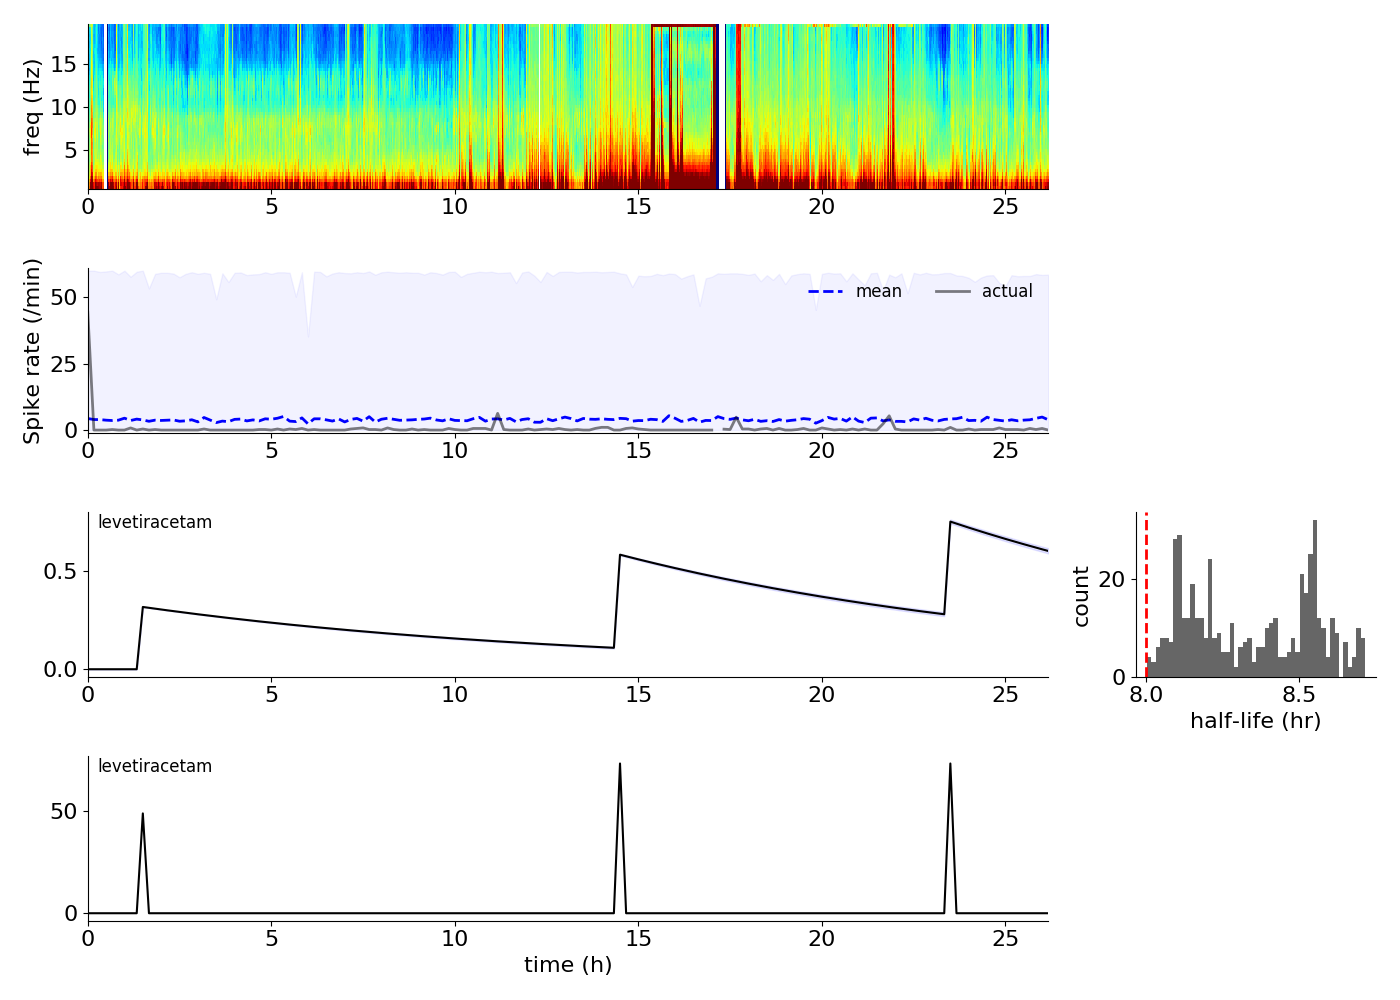 freq (Hz)
15
10
5
0 5 10 15 20 25
Spike rate (/min)
50
25
0
mean actual
0 5 10 15 20 25
levetiracetam
0.5
0.0
0 5 10 15 20 25
count
20
0
8.0 8.5
half-life (hr)
levetiracetam
50
0
0 5 10 15 20 25
time (h)